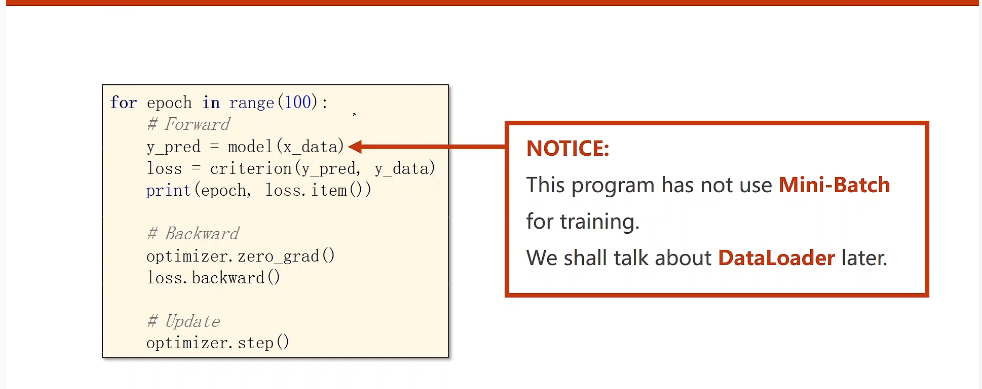 for epoch in range(100):
    # Forward
    y_pred = model(x_data)
    loss = criterion(y_pred, y_data)
    print(epoch, loss.item())
    # Backward
    optimizer.zero_grad()
    loss.backward()
    # Update
    optimizer.step()
NOTICE:
This program has not use Mini-Batch
for training.
We shall talk about DataLoader later.